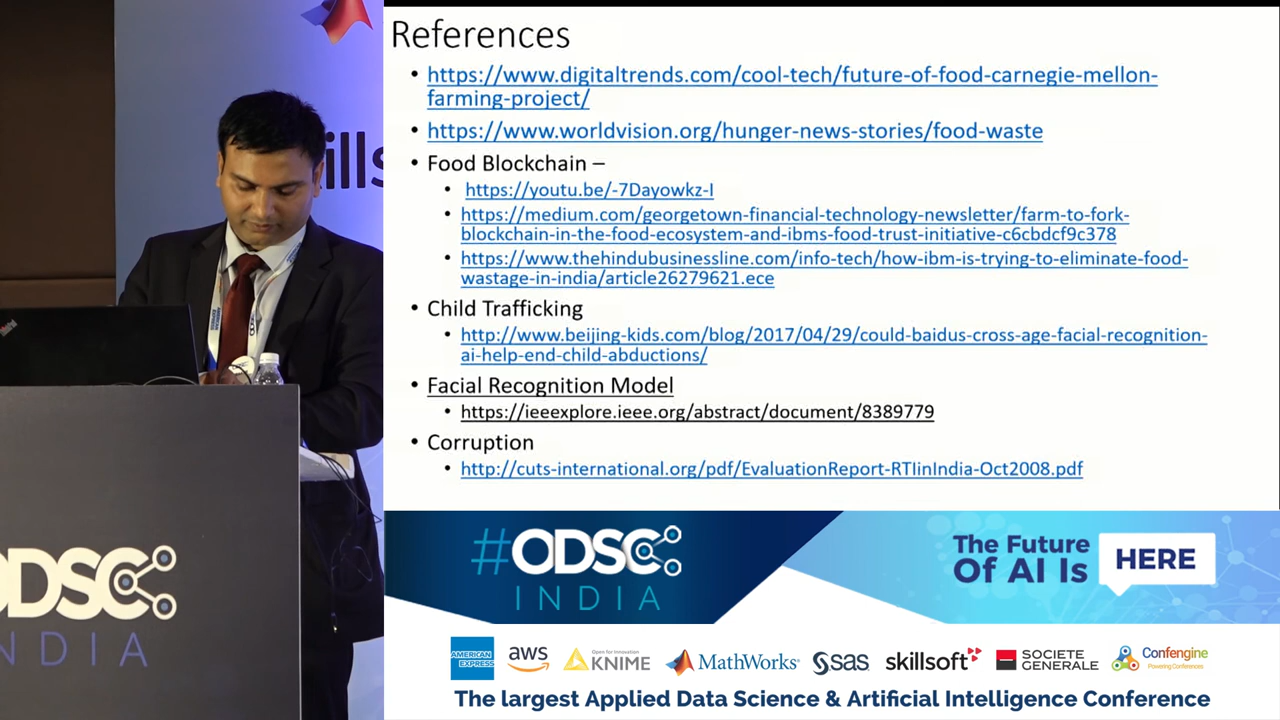 References
• https://www.digitaltrends.com/cool-tech/future-of-food-carnegie-mellon-
farming-project/
• https://www.worldvision.org/hunger-news-stories/food-waste
• Food Blockchain –
• https://youtu.be/-7Dayowkz-I
• https://medium.com/georgetown-financial-technology-newsletter/farm-to-fork-
blockchain-in-the-food-ecosystem-and-ibms-food-trust-initiative-c6cbdcf9c378
• https://www.thehindubusinessline.com/info-tech/how-ibm-is-trying-to-eliminate-food-
wastage-in-india/article26279621.ece
• Child Trafficking
• http://www.beijing-kids.com/blog/2017/04/29/could-baidus-cross-age-facial-recognition-
ai-help-end-child-abductions/
• Facial Recognition Model
• https://ieeexplore.ieee.org/abstract/document/8389779
• Corruption
• http://cuts-international.org/pdf/EvaluationReport-RTIinIndia-Oct2008.pdf
#ODSC
INDIA
The Future
Of AI Is HERE
AMERICAN
EXPRESS
aws
Open for Innovation
KNIME
MathWorks®
sas
skillsoft
SOCIETE
GENERALE
Confengine
Powering Conferences
The largest Applied Data Science & Artificial Intelligence Conference
ills
ODSC
NDIA